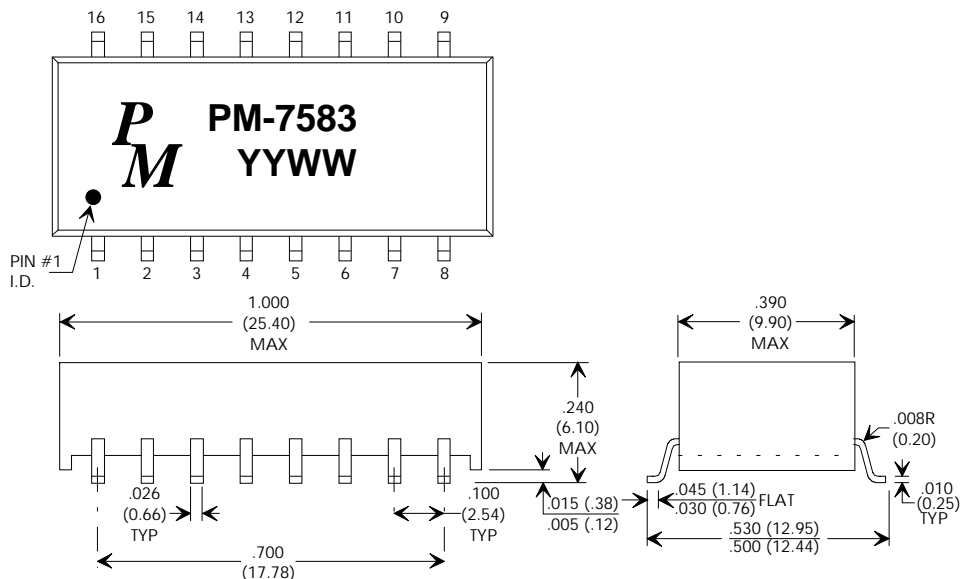 16 15 14 13 12 11 10 9
P
M
PM-7583
YYWW
PIN #1
I.D.
1 2 3 4 5 6 7 8
1.000
(25.40)
MAX
.390
(9.90)
MAX
.240
(6.10)
MAX
.008R
(0.20)
.026
(0.66)
TYP
.100
(2.54)
TYP
.015 (.38)
.005 (.12)
.045 (1.14)
.030 (0.76)
FLAT
.010
(0.25)
TYP
.530 (12.95)
.500 (12.44)
.700
(17.78)